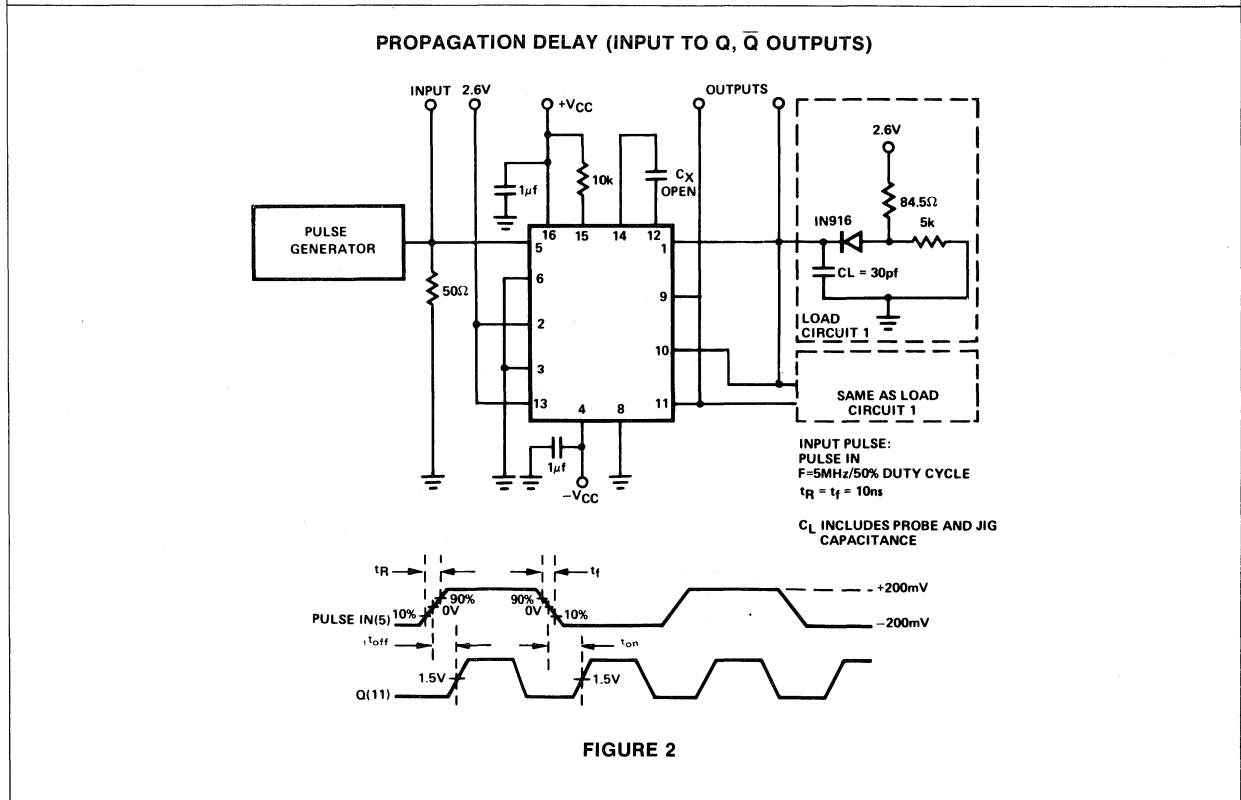 PROPAGATION DELAY (INPUT TO Q, Q̅ OUTPUTS)
INPUT 2.6V
+VCC
OUTPUTS
2.6V
1μf
10k
CX
OPEN
84.5Ω
IN916
5k
PULSE
GENERATOR
16 15 14 12
5
1
6
50Ω
CL = 30pf
9
2
LOAD
CIRCUIT 1
10
3
13
4 8
11
SAME AS LOAD
CIRCUIT 1
1μf
−VCC
INPUT PULSE:
PULSE IN
F=5MHz/50% DUTY CYCLE
tR = tf = 10ns
CL INCLUDES PROBE AND JIG
CAPACITANCE
tR
tf
+200mV
90% 90%
0V 0V
10% 10%
PULSE IN(5)
−200mV
toff
ton
1.5V 1.5V
Q(11)
FIGURE 2